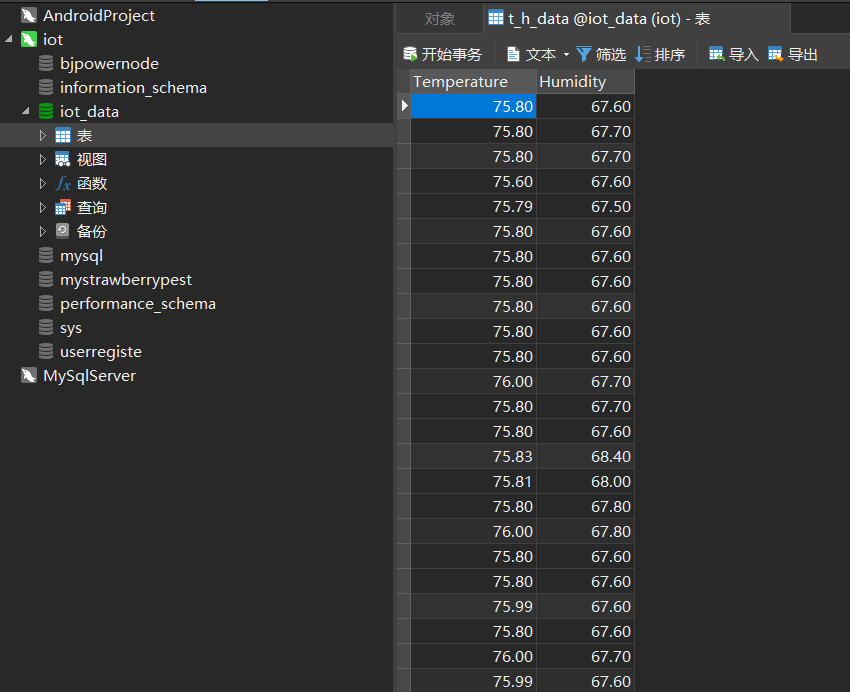 AndroidProject
iot
bjpowernode
information_schema
iot_data
表
视图
fx 函数
查询
备份
mysql
mystrawberrypest
performance_schema
sys
userregiste
MySqlServer
对象 t_h_data @iot_data (iot) - 表
开始事务 文本 筛选 排序 导入 导出
Temperature Humidity
75.80 67.60
75.80 67.70
75.80 67.70
75.60 67.60
75.79 67.50
75.80 67.60
75.80 67.60
75.80 67.60
75.80 67.60
75.80 67.60
75.80 67.60
76.00 67.70
75.80 67.70
75.80 67.60
75.83 68.40
75.81 68.00
75.80 67.80
76.00 67.80
75.80 67.60
75.80 67.60
75.99 67.60
75.80 67.60
76.00 67.70
75.99 67.60